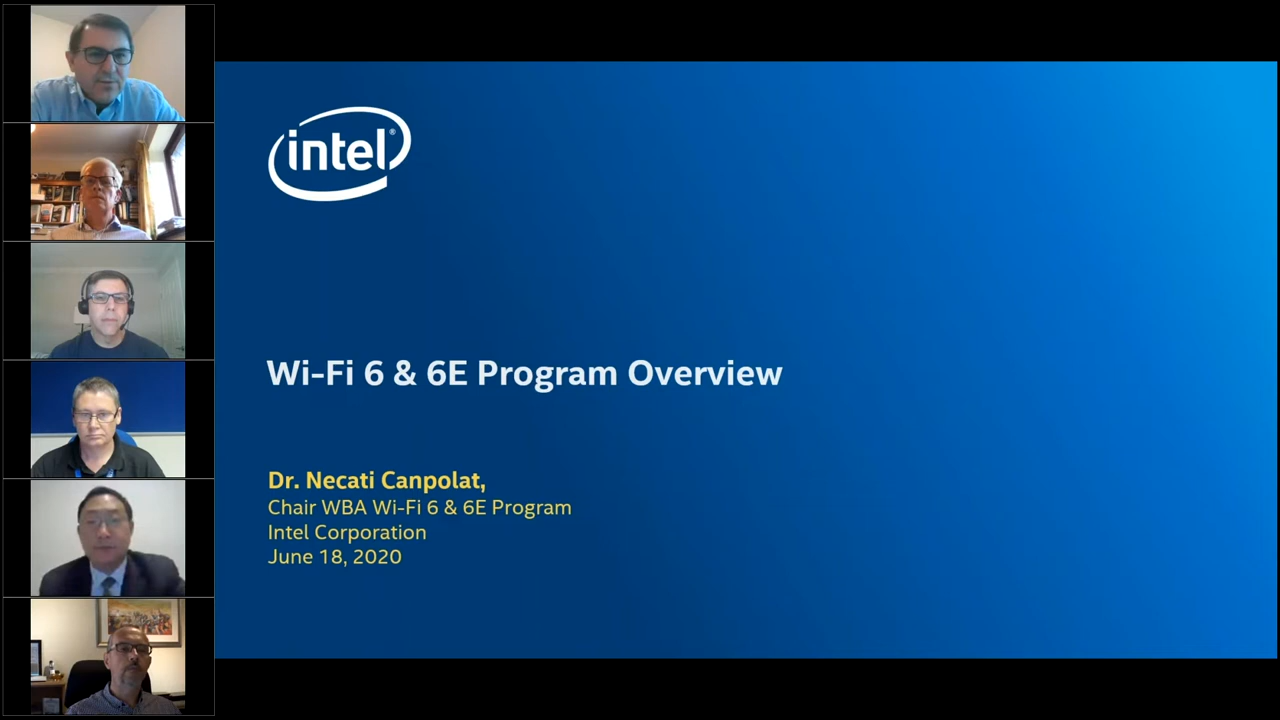 intel®
Wi-Fi 6 & 6E Program Overview
Dr. Necati Canpolat,
Chair WBA Wi-Fi 6 & 6E Program
Intel Corporation
June 18, 2020